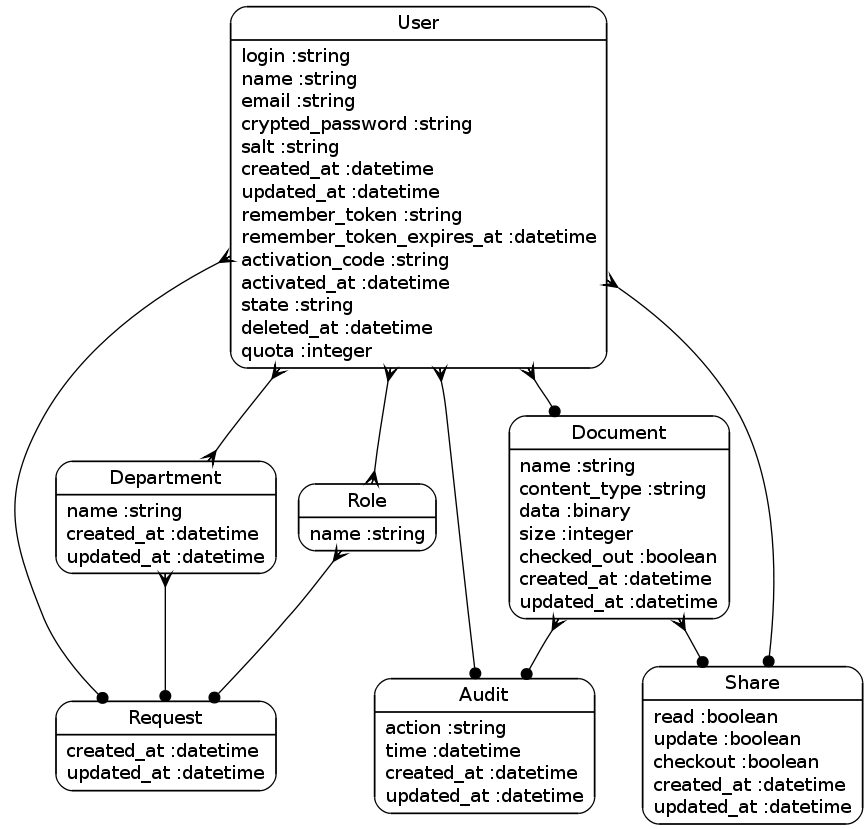 User
login :string
name :string
email :string
crypted_password :string
salt :string
created_at :datetime
updated_at :datetime
remember_token :string
remember_token_expires_at :datetime
activation_code :string
activated_at :datetime
state :string
deleted_at :datetime
quota :integer
Department
name :string
created_at :datetime
updated_at :datetime
Role
name :string
Document
name :string
content_type :string
data :binary
size :integer
checked_out :boolean
created_at :datetime
updated_at :datetime
Request
created_at :datetime
updated_at :datetime
Audit
action :string
time :datetime
created_at :datetime
updated_at :datetime
Share
read :boolean
update :boolean
checkout :boolean
created_at :datetime
updated_at :datetime